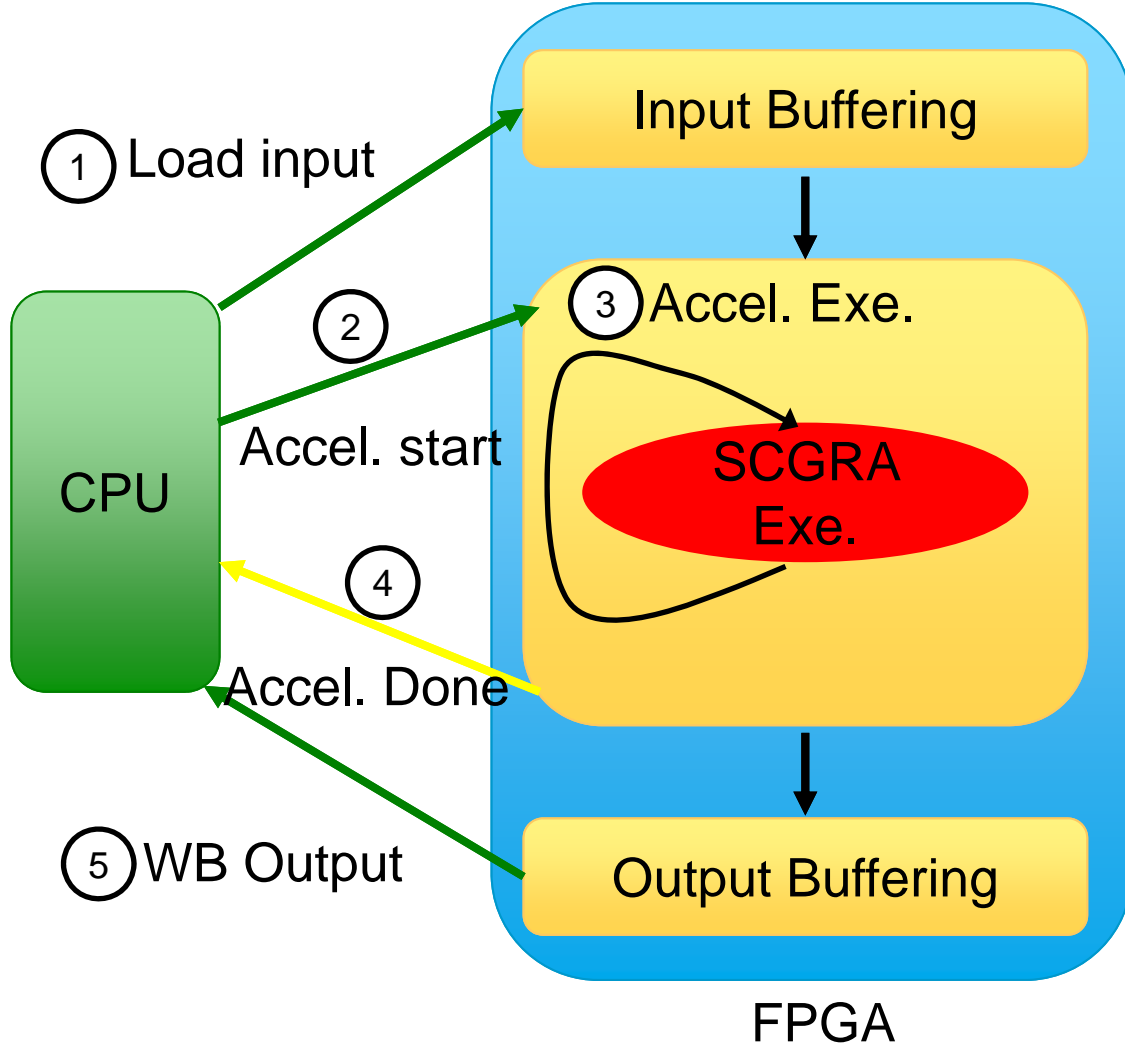 Input Buffering
1 Load input
2
3 Accel. Exe.
Accel. start
CPU
SCGRA
Exe.
4
Accel. Done
5 WB Output
Output Buffering
FPGA